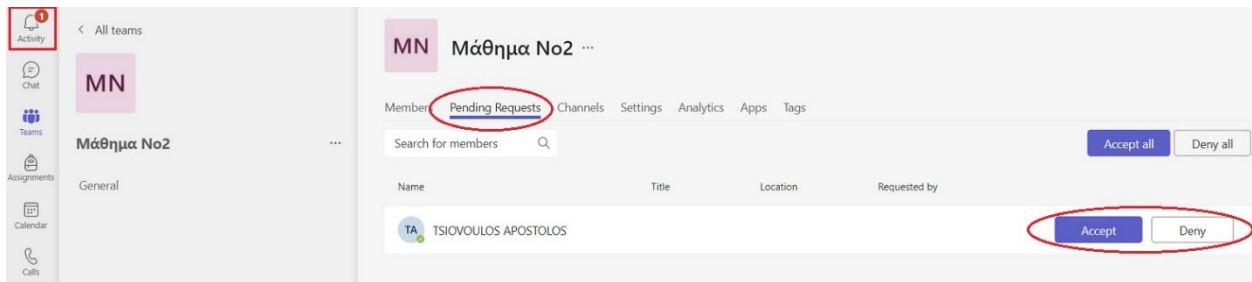 1
Activity
Chat
Teams
Assignments
Calendar
Calls
< All teams
MN
Μάθημα Νο2 ...
General
MN Μάθημα Νο2 ...
Members Pending Requests Channels Settings Analytics Apps Tags
Search for members
Accept all Deny all
Name Title Location Requested by
TA TSIOVOULOS APOSTOLOS Accept Deny